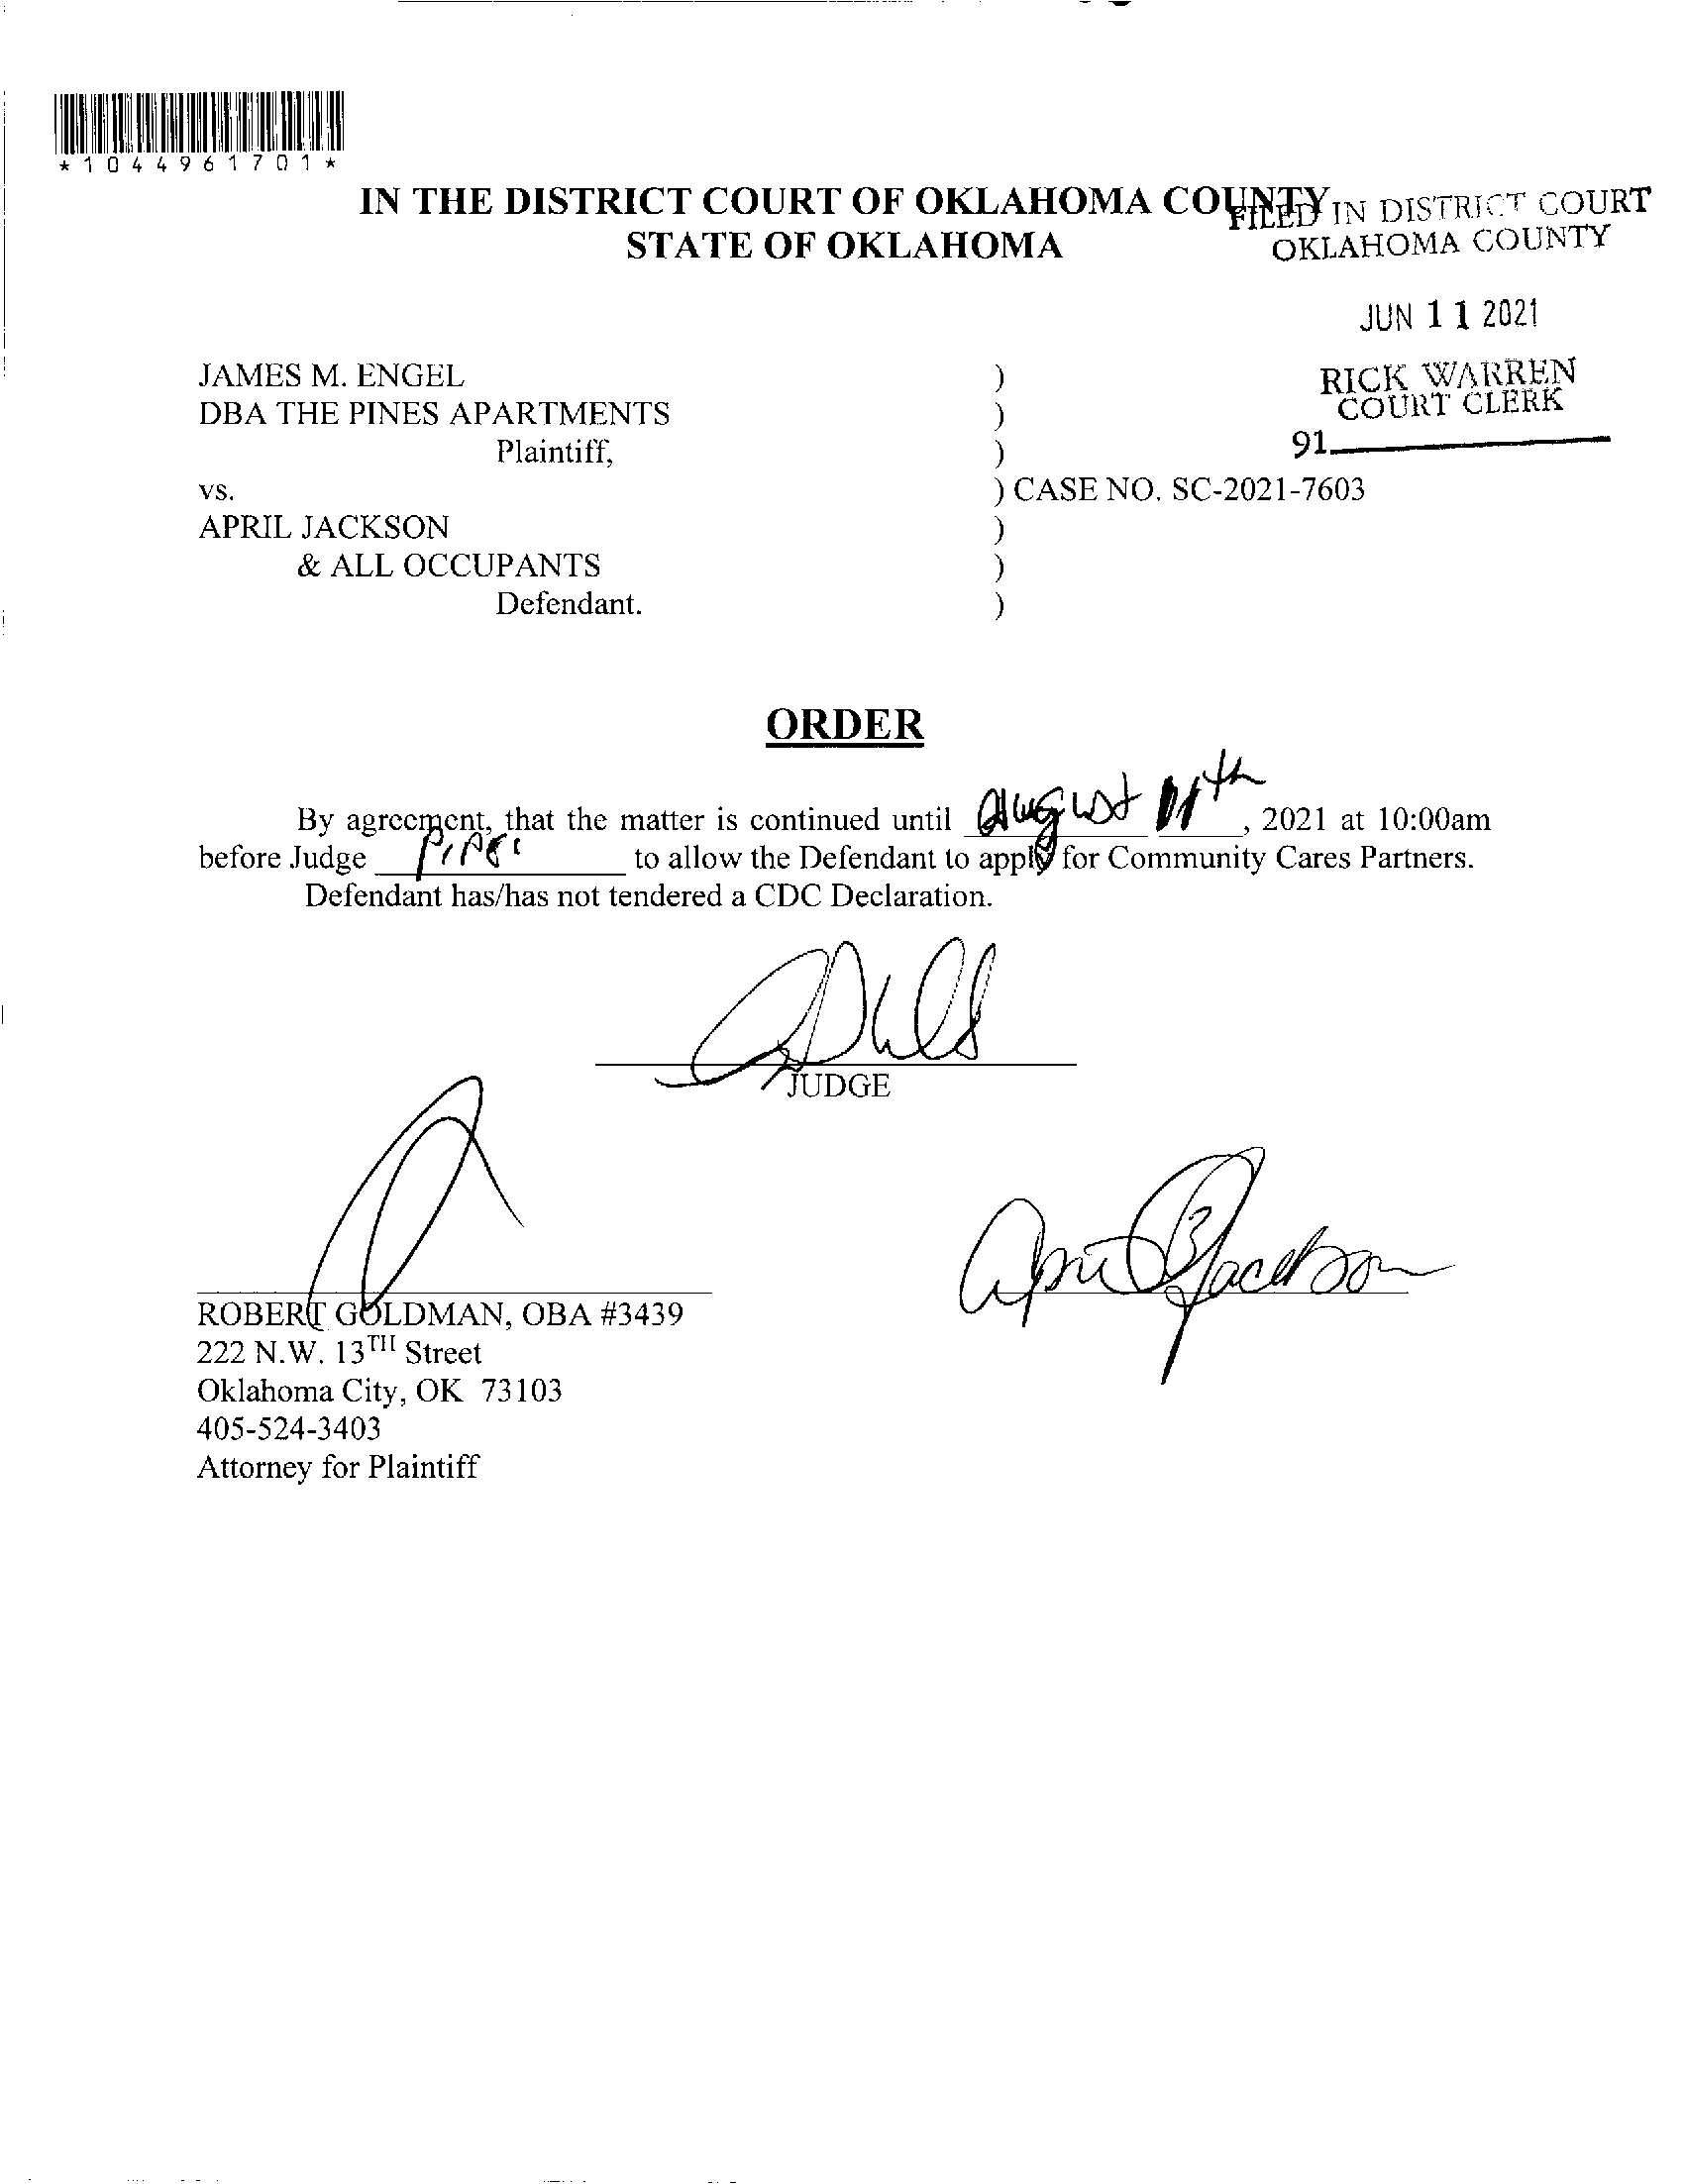 *1044961701*
IN THE DISTRICT COURT OF OKLAHOMA COUNTY
STATE OF OKLAHOMA
FILED IN DISTRICT COURT
OKLAHOMA COUNTY
JUN 11 2021
RICK WARREN
COURT CLERK
91
JAMES M. ENGEL )
DBA THE PINES APARTMENTS )
Plaintiff, )
vs. ) CASE NO. SC-2021-7603
APRIL JACKSON )
& ALL OCCUPANTS )
Defendant. )
ORDER
By agreement, that the matter is continued until August 11th, 2021 at 10:00am
before Judge Piper to allow the Defendant to apply for Community Cares Partners.
Defendant has/has not tendered a CDC Declaration.
JUDGE
April B Jackson
ROBERT GOLDMAN, OBA #3439
222 N.W. 13TH Street
Oklahoma City, OK 73103
405-524-3403
Attorney for Plaintiff